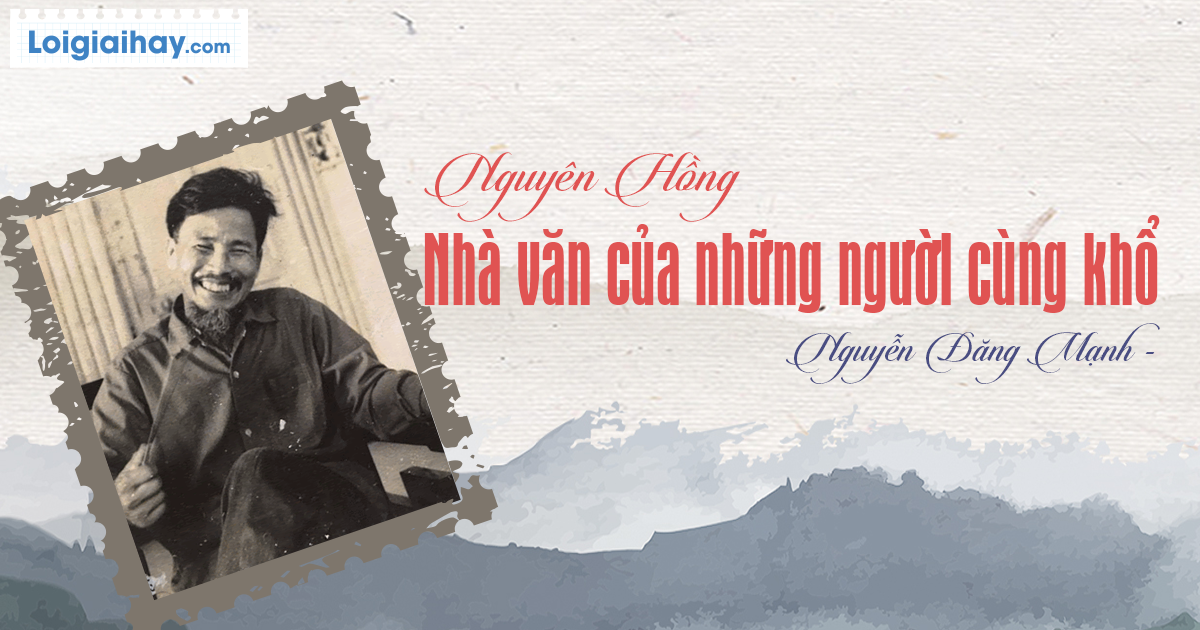 Loigiaihay.com
Nguyên Hồng
Nhà văn của những người cùng khổ
Nguyễn Đăng Mạnh -